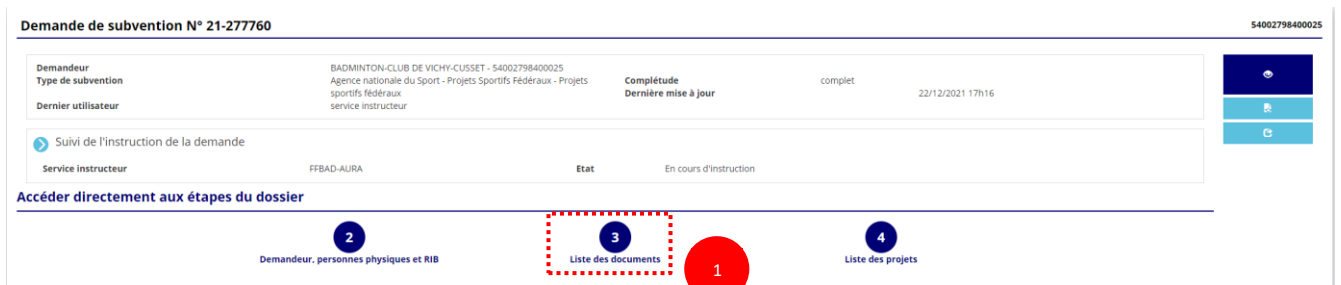 Demande de subvention N° 21-277760
54002798400025
Demandeur BADMINTON-CLUB DE VICHY-CUSSET - 54002798400025
Type de subvention Agence nationale du Sport - Projets Sportifs Fédéraux - Projets sportifs fédéraux
Complétude complet
Dernière mise à jour 22/12/2021 17h16
Dernier utilisateur service instructeur
Suivi de l'instruction de la demande
Service instructeur FFBAD-AURA Etat En cours d'instruction
Accéder directement aux étapes du dossier
2 3 4
Demandeur, personnes physiques et RIB Liste des documents Liste des projets
1